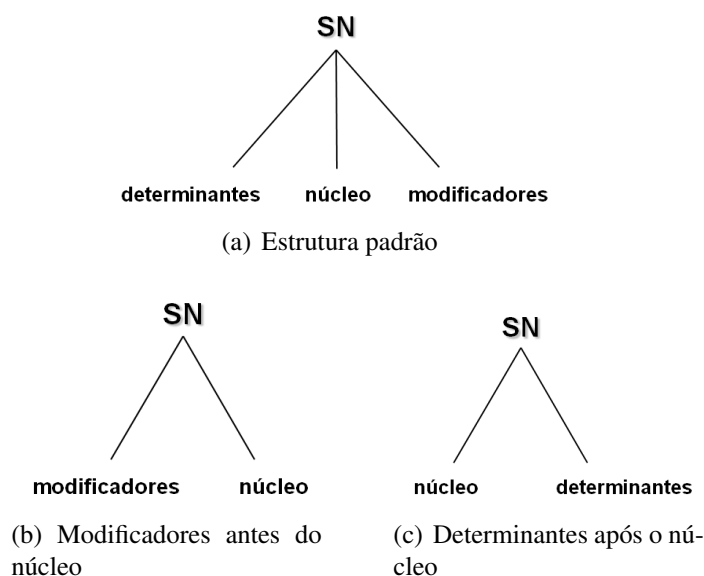 SN
determinantes núcleo modificadores
(a) Estrutura padrão
SN
modificadores núcleo
(b) Modificadores antes do
núcleo
SN
núcleo determinantes
(c) Determinantes após o nú-
cleo